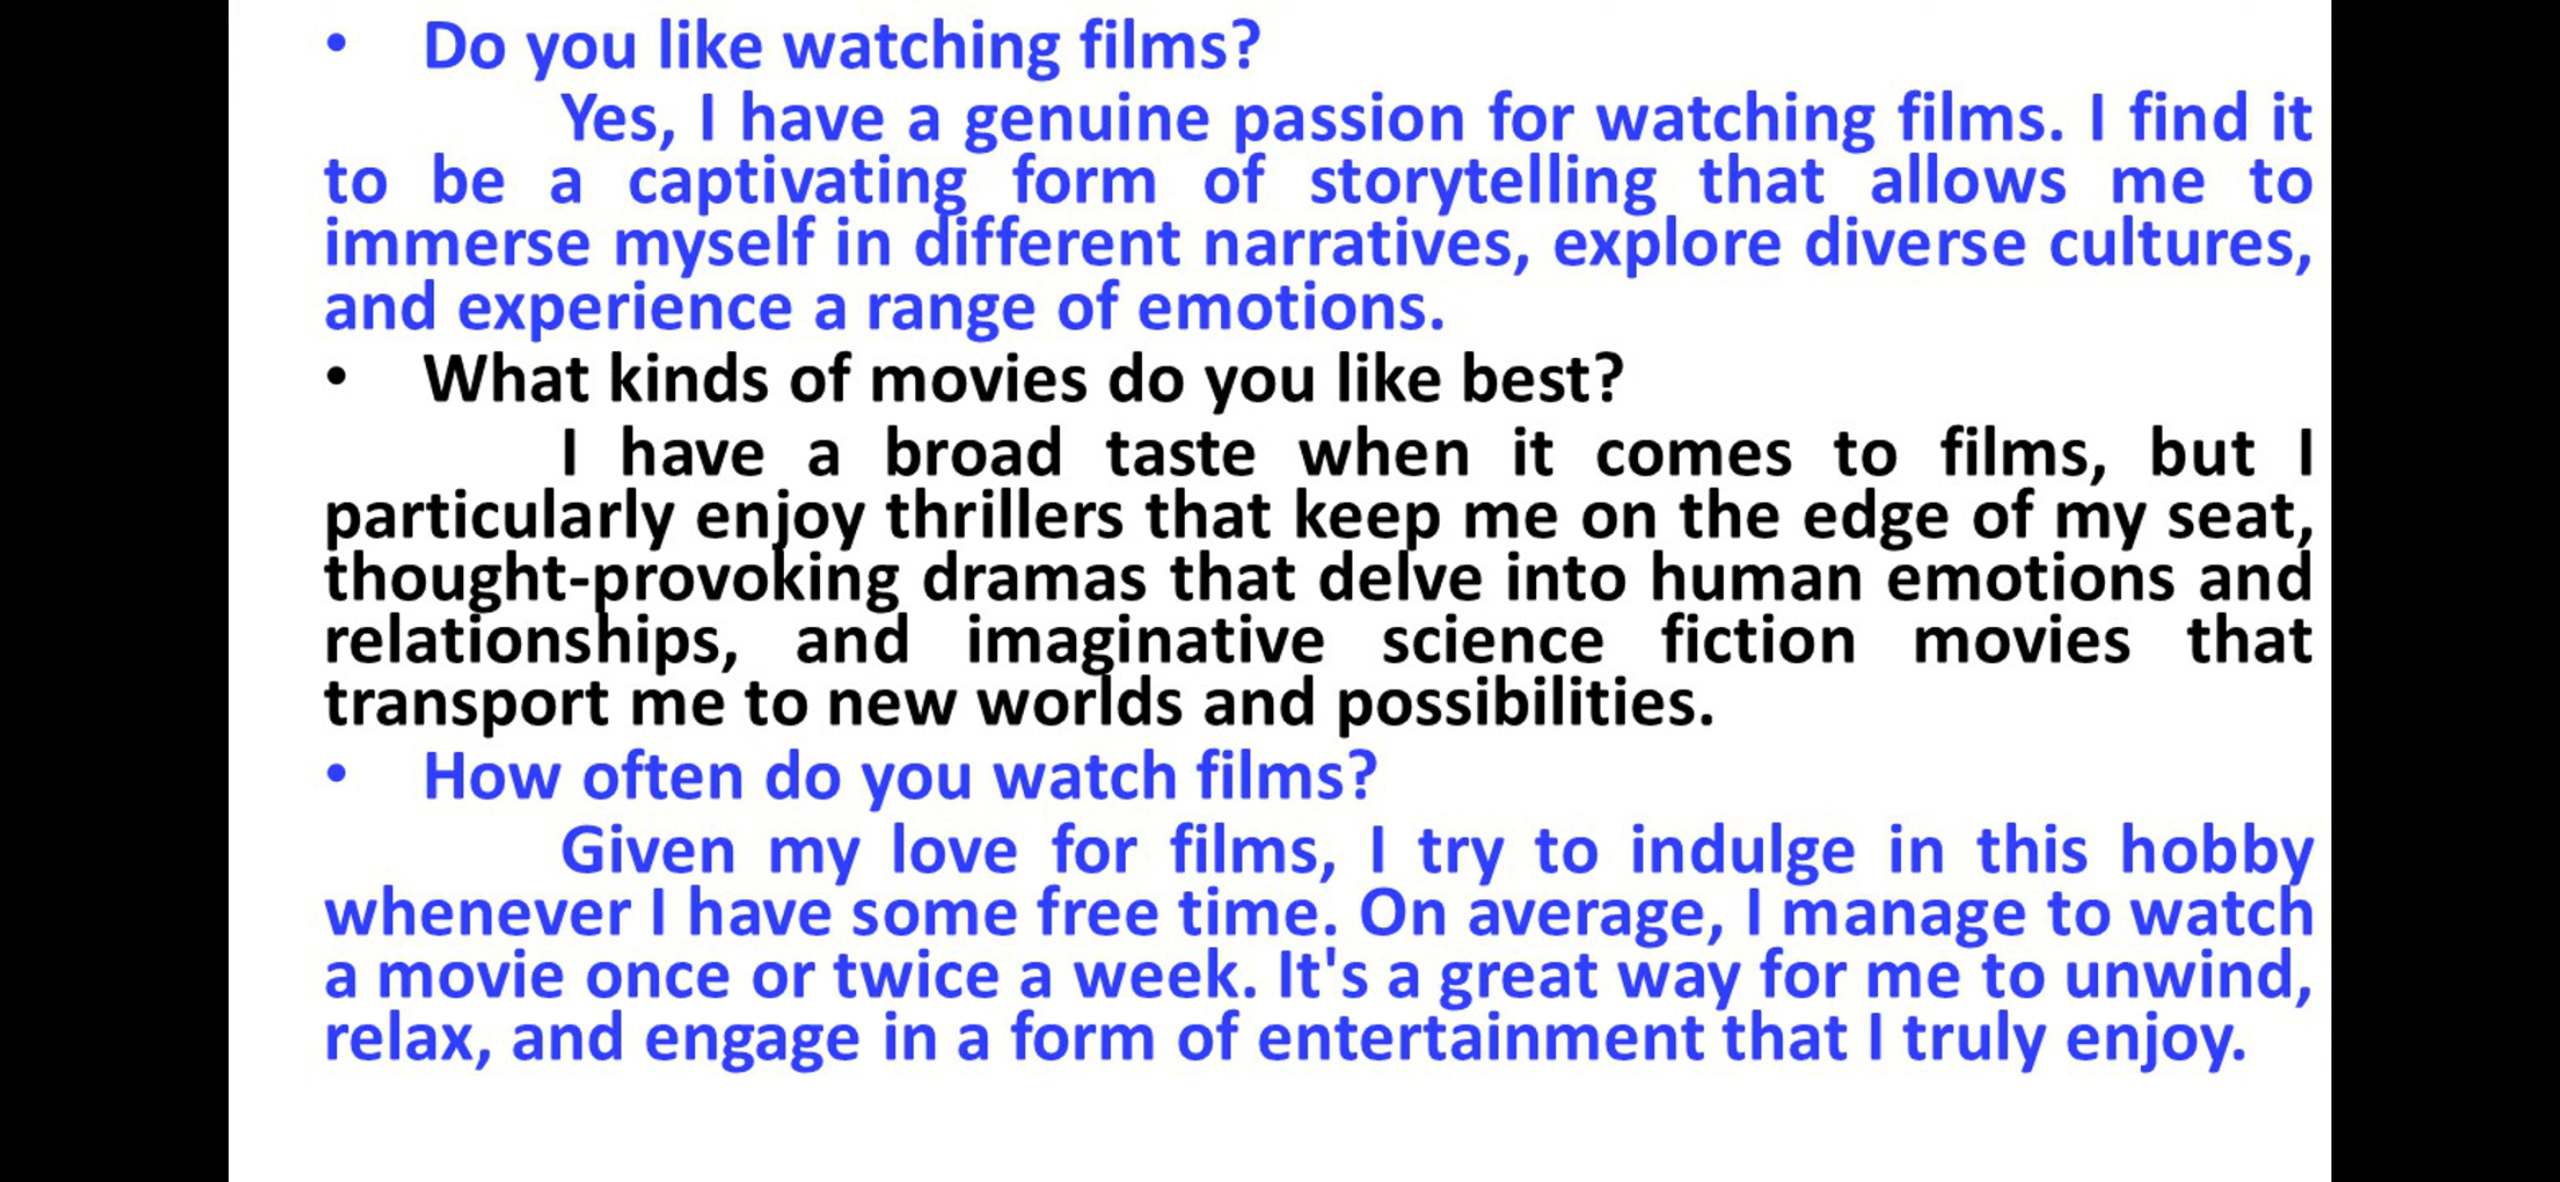 • Do you like watching films?
Yes, I have a genuine passion for watching films. I find it
to be a captivating form of storytelling that allows me to
immerse myself in different narratives, explore diverse cultures,
and experience a range of emotions.
• What kinds of movies do you like best?
I have a broad taste when it comes to films, but I
particularly enjoy thrillers that keep me on the edge of my seat,
thought-provoking dramas that delve into human emotions and
relationships, and imaginative science fiction movies that
transport me to new worlds and possibilities.
• How often do you watch films?
Given my love for films, I try to indulge in this hobby
whenever I have some free time. On average, I manage to watch
a movie once or twice a week. It's a great way for me to unwind,
relax, and engage in a form of entertainment that I truly enjoy.